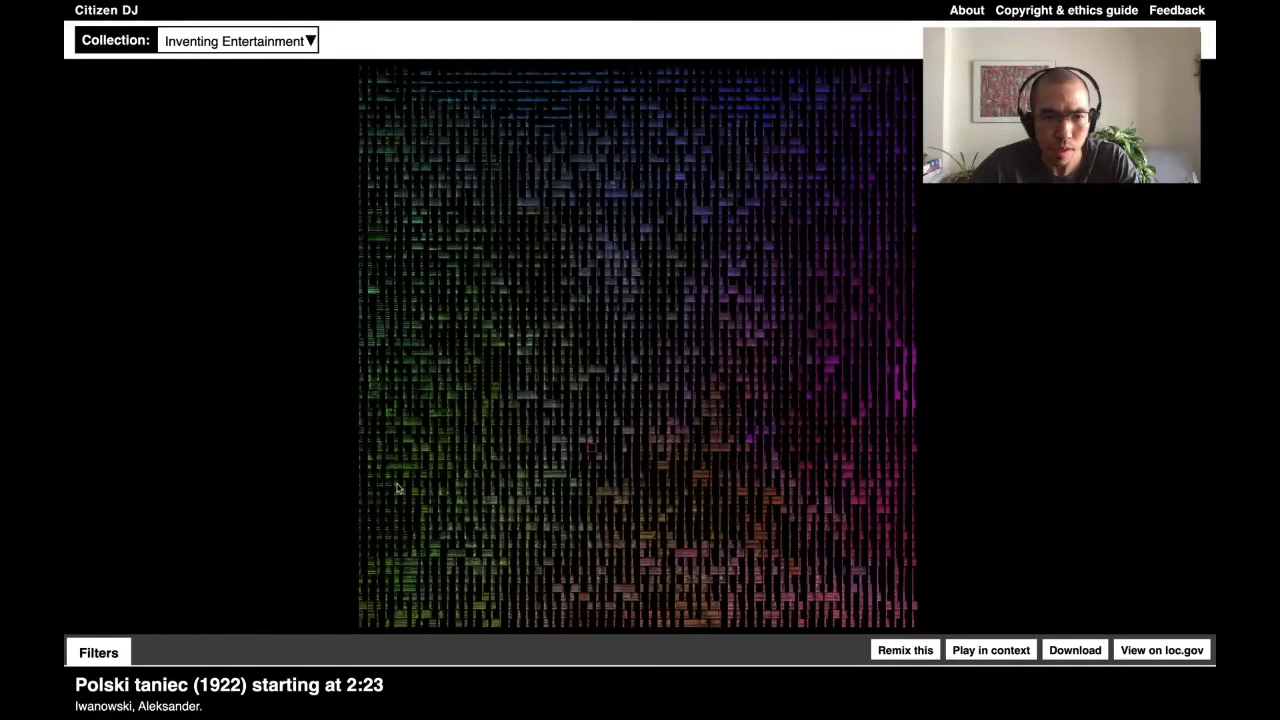 Citizen DJ
About Copyright & ethics guide Feedback
Collection: Inventing Entertainment▼
Filters
Remix this Play in context Download View on loc.gov
Polski taniec (1922) starting at 2:23
Iwanowski, Aleksander.